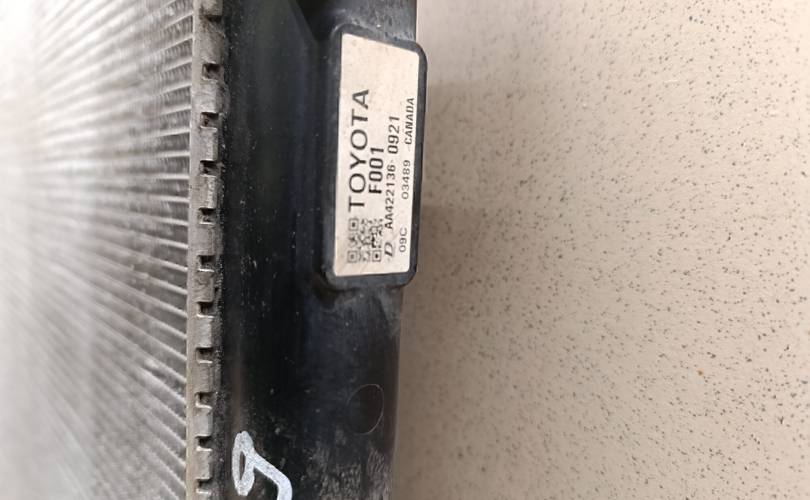 TOYOTA
F001
D AA422136-0921
09C 03489 -CANADA